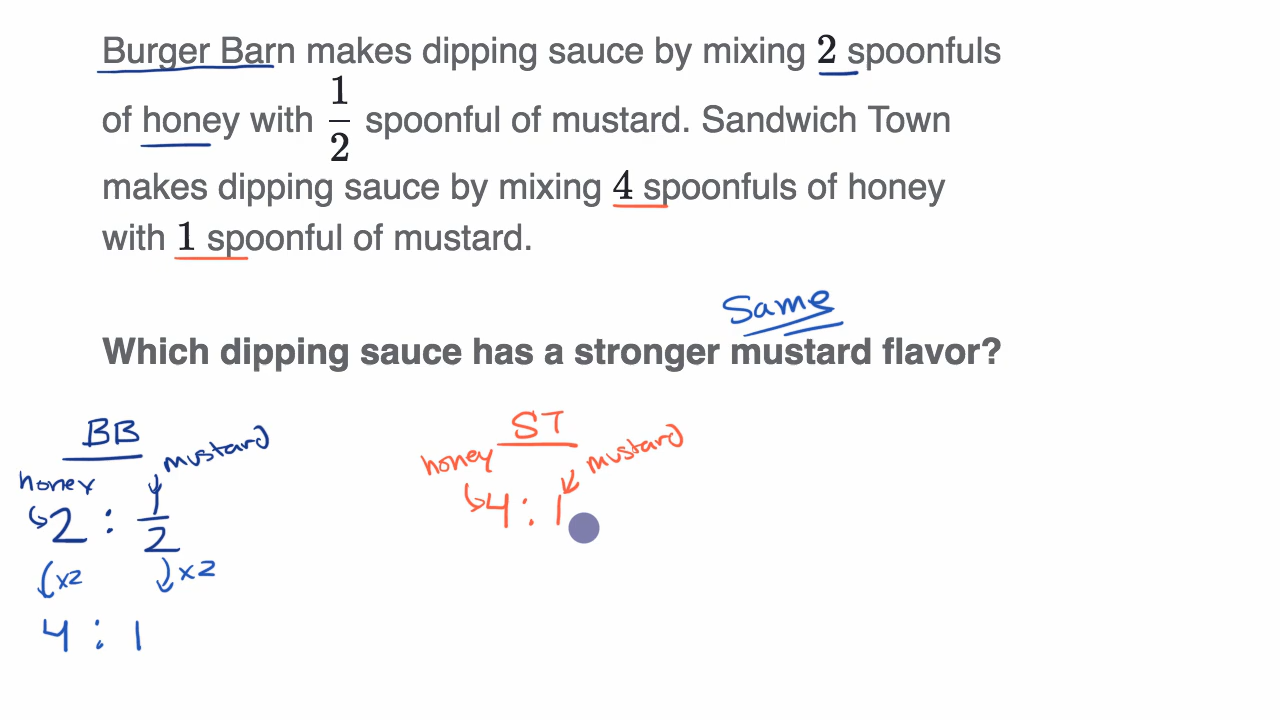 Burger Barn makes dipping sauce by mixing 2 spoonfuls
of honey with 1/2 spoonful of mustard. Sandwich Town
makes dipping sauce by mixing 4 spoonfuls of honey
with 1 spoonful of mustard.
Same
Which dipping sauce has a stronger mustard flavor?
BB
mustard
honey
2 : 1/2
x2 x2
4 : 1
ST
honey mustard
4 : 1